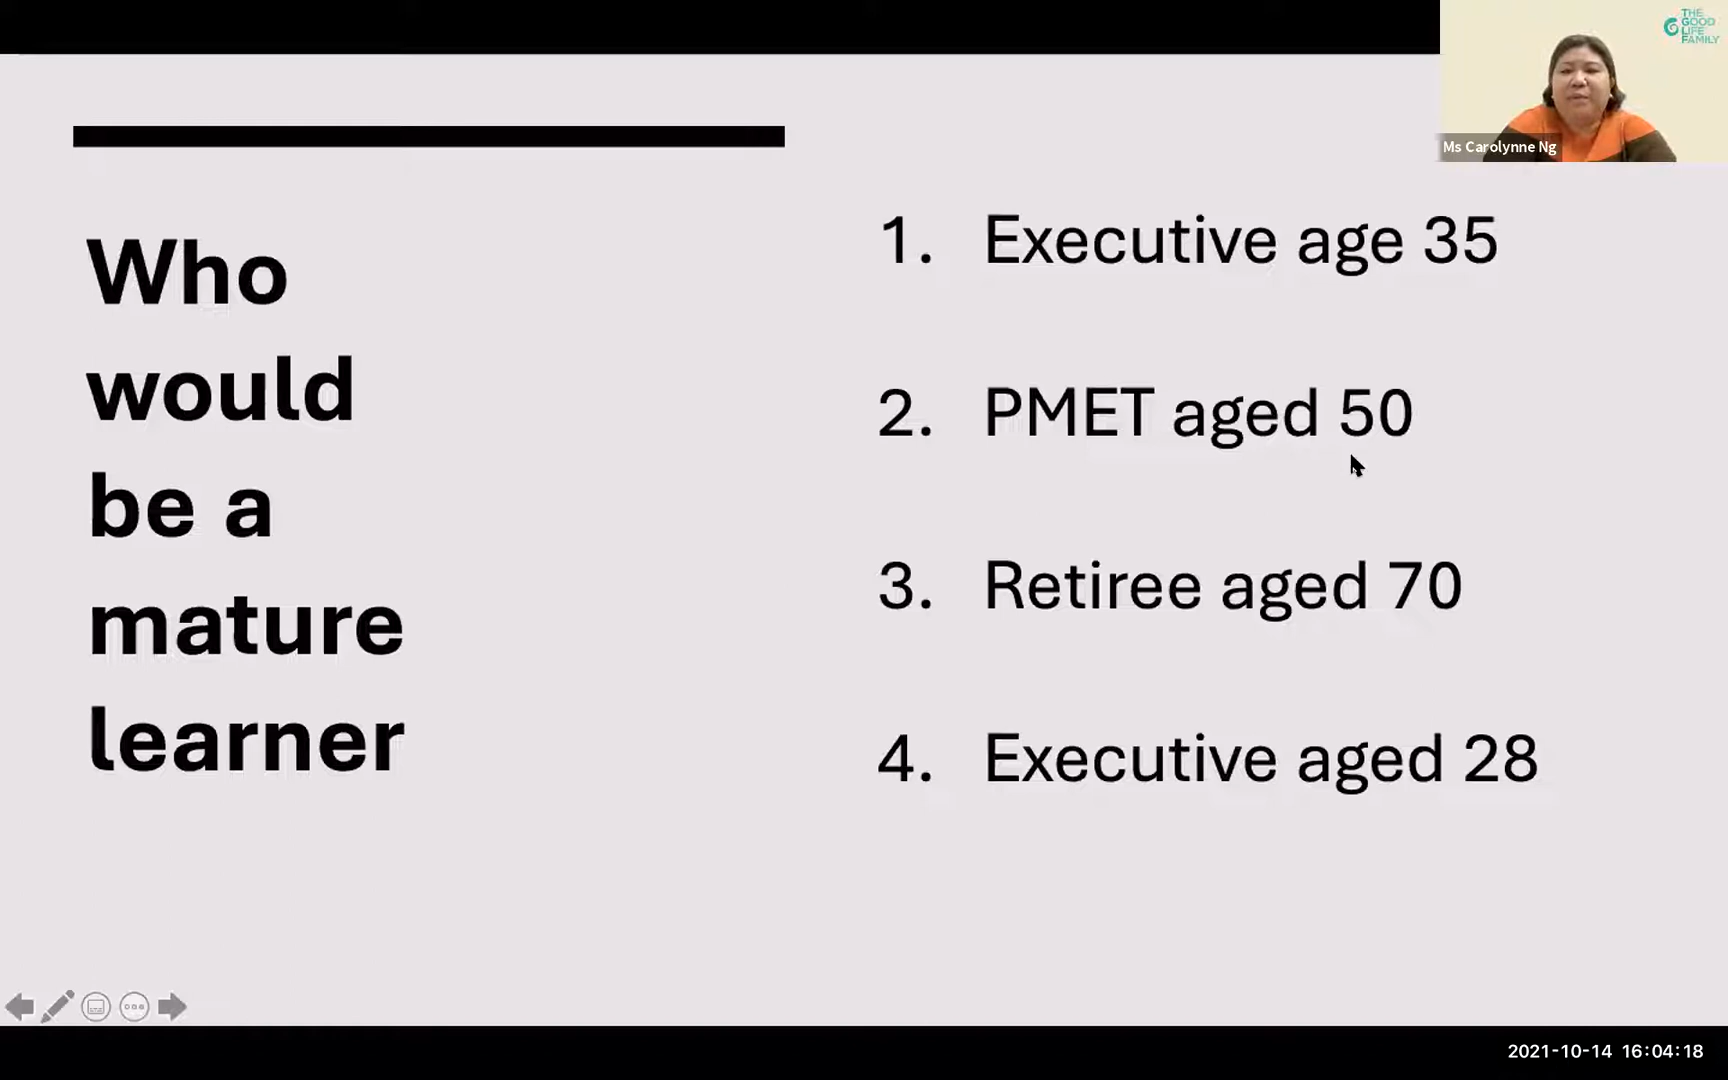 THE
GOOD
LIFE
FAMILY
Ms Carolynne Ng
Who
would
be a
mature
learner
1. Executive age 35
2. PMET aged 50
3. Retiree aged 70
4. Executive aged 28
2021-10-14 16:04:18